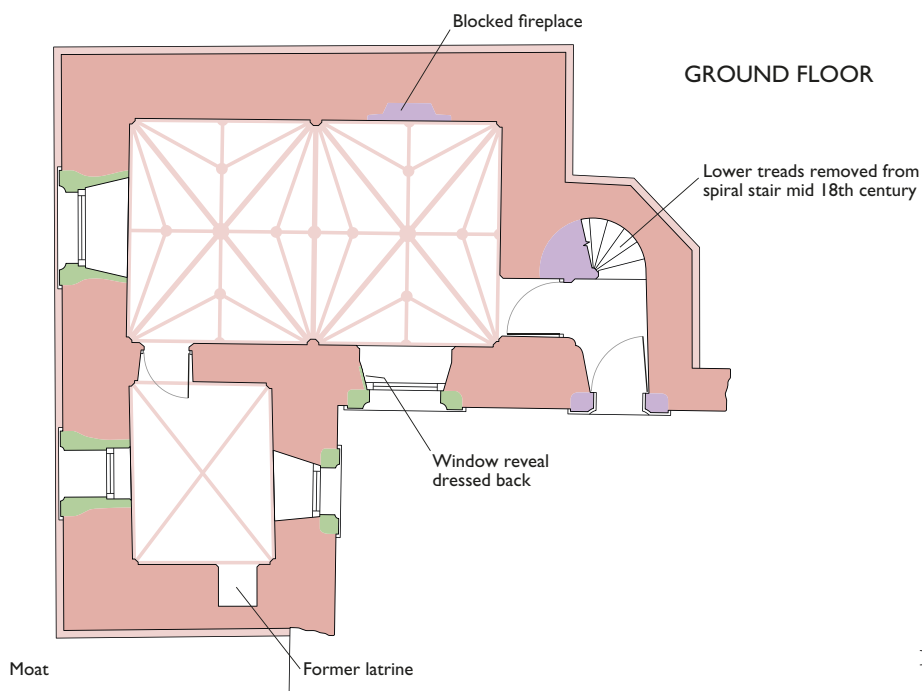 Blocked fireplace
GROUND FLOOR
Lower treads removed from
spiral stair mid 18th century
Window reveal
dressed back
Moat
Former latrine